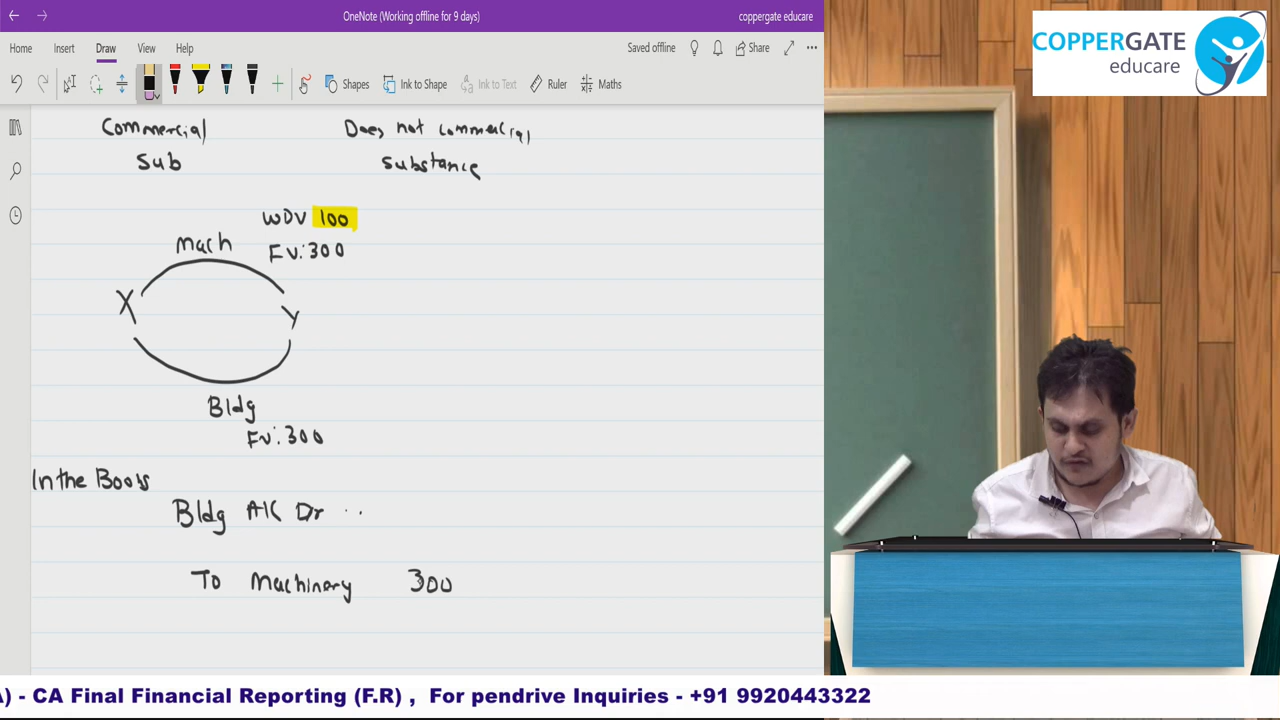 OneNote (Working offline for 9 days)
coppergate educare
Home Insert Draw View Help
Saved offline
Share
Shapes
Ink to Shape
Ink to Text
Ruler
Maths
COPPERGATE
educare
Commercial
Sub
Does not commercial
substance
WDV 100
Mach
FV: 300
X
Y
Bldg
FV: 300
In the Books
Bldg A/C Dr ..
To Machinery 300
A) - CA Final Financial Reporting (F.R) , For pendrive Inquiries - +91 9920443322